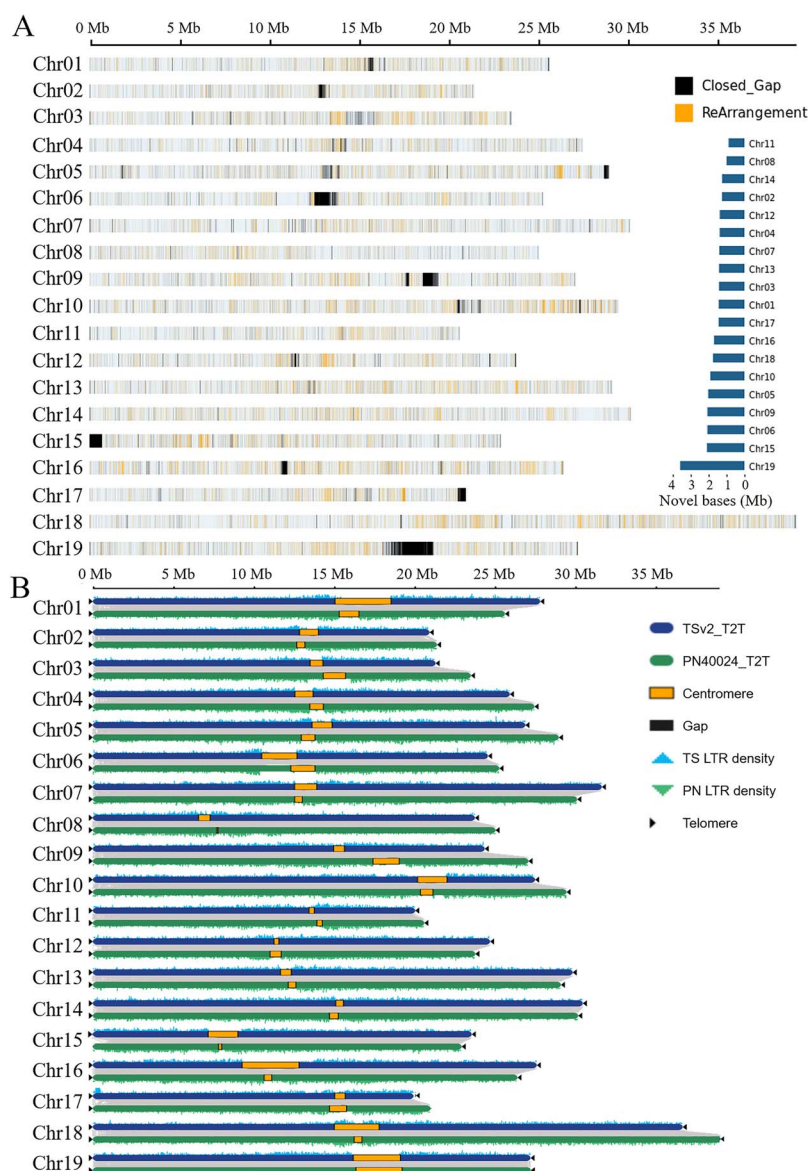 A
0 Mb 5 Mb 10 Mb 15 Mb 20 Mb 25 Mb 30 Mb 35 Mb
Chr01
Chr02
Chr03
Chr04
Chr05
Chr06
Chr07
Chr08
Chr09
Chr10
Chr11
Chr12
Chr13
Chr14
Chr15
Chr16
Chr17
Chr18
Chr19
Closed_Gap
ReArrangement
Chr11
Chr08
Chr14
Chr02
Chr12
Chr04
Chr07
Chr13
Chr03
Chr01
Chr17
Chr16
Chr18
Chr10
Chr05
Chr09
Chr06
Chr15
Chr19
4 3 2 1 0
Novel bases (Mb)
B
0 Mb 5 Mb 10 Mb 15 Mb 20 Mb 25 Mb 30 Mb 35 Mb
Chr01
Chr02
Chr03
Chr04
Chr05
Chr06
Chr07
Chr08
Chr09
Chr10
Chr11
Chr12
Chr13
Chr14
Chr15
Chr16
Chr17
Chr18
Chr19
TSv2_T2T
PN40024_T2T
Centromere
Gap
TS LTR density
PN LTR density
Telomere